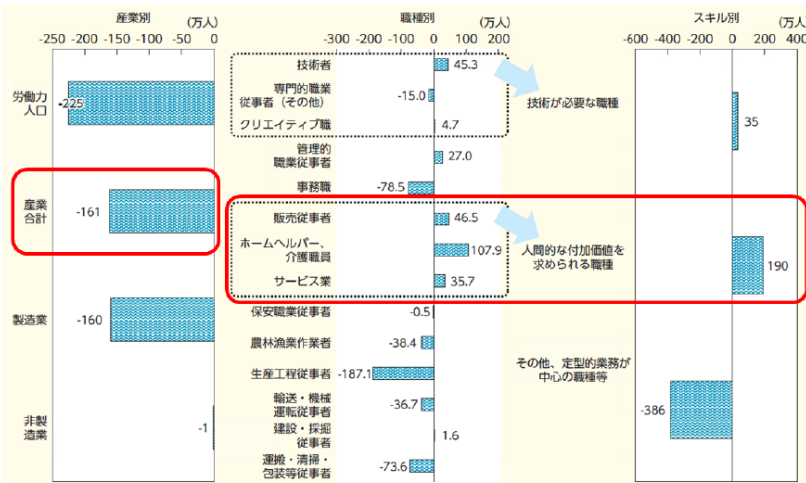 産業別
(万人)
-250 -200 -150 -100 -50 0
労働力
人口
-225
産業
合計
-161
製造業
-160
非製
造業
-1
職種別
(万人)
-300 -200 -100 0 100 200
技術者
45.3
専門的職業
従事者（その他）
-15.0
クリエイティブ職
4.7
管理的
職業従事者
27.0
事務職
-78.5
販売従事者
46.5
ホームヘルパー、
介護職員
107.9
サービス業
35.7
保安職業従事者
-0.5
農林漁業作業者
-38.4
生産工程従事者
-187.1
輸送・機械
運転従事者
-36.7
建設・採掘
従事者
1.6
運搬・清掃・
包装等従事者
-73.6
スキル別
(万人)
-600 -400 -200 0 200 400
技術が必要な職種
35
人間的な付加価値を
求められる職種
190
その他、定型的業務が
中心の職種等
-386